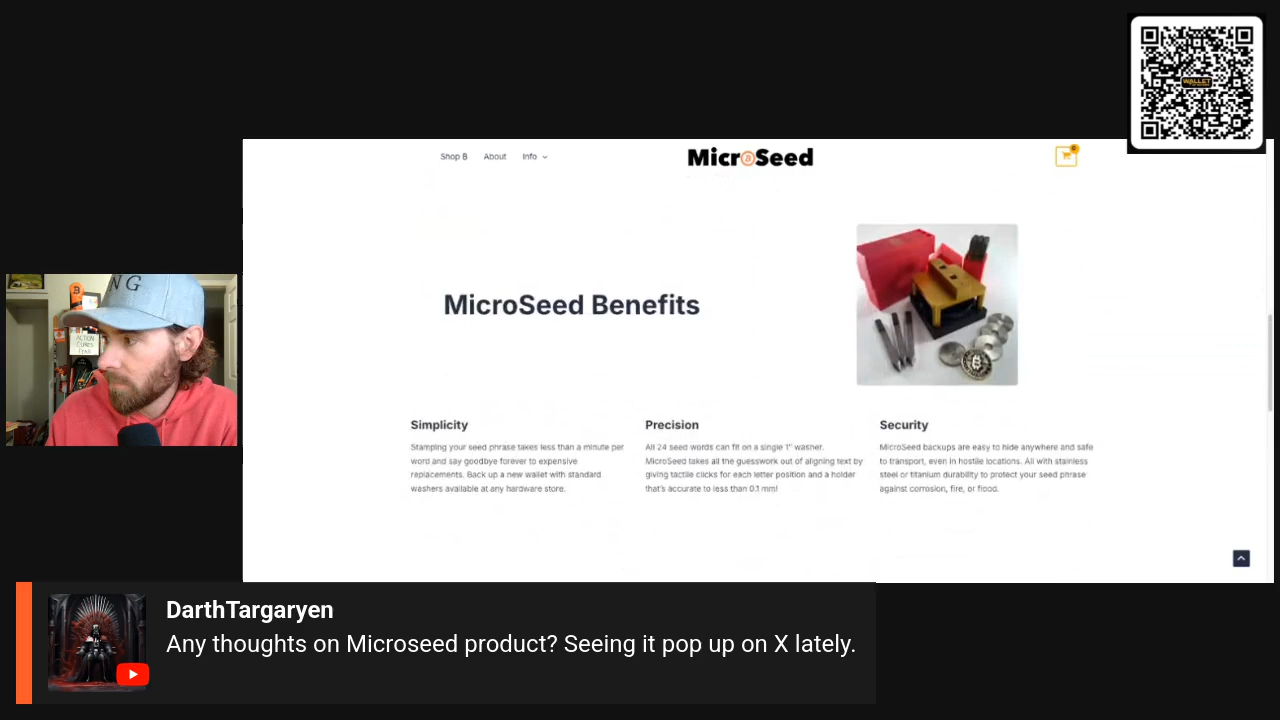 WALLET
Shop ₿ About Info
MicroSeed
6
NG
ACTION
CURES
FEAR
MicroSeed Benefits
Simplicity
Stamping your seed phrase takes less than a minute per
word and say goodbye forever to expensive
replacements. Back up a new wallet with standard
washers available at any hardware store.
Precision
All 24 seed words can fit on a single 1" washer.
MicroSeed takes all the guesswork out of aligning text by
giving tactile clicks for each letter position and a holder
that's accurate to less than 0.1 mm!
Security
MicroSeed backups are easy to hide anywhere and safe
to transport, even in hostile locations. All with stainless
steel or titanium durability to protect your seed phrase
against corrosion, fire, or flood.
DarthTargaryen
Any thoughts on Microseed product? Seeing it pop up on X lately.